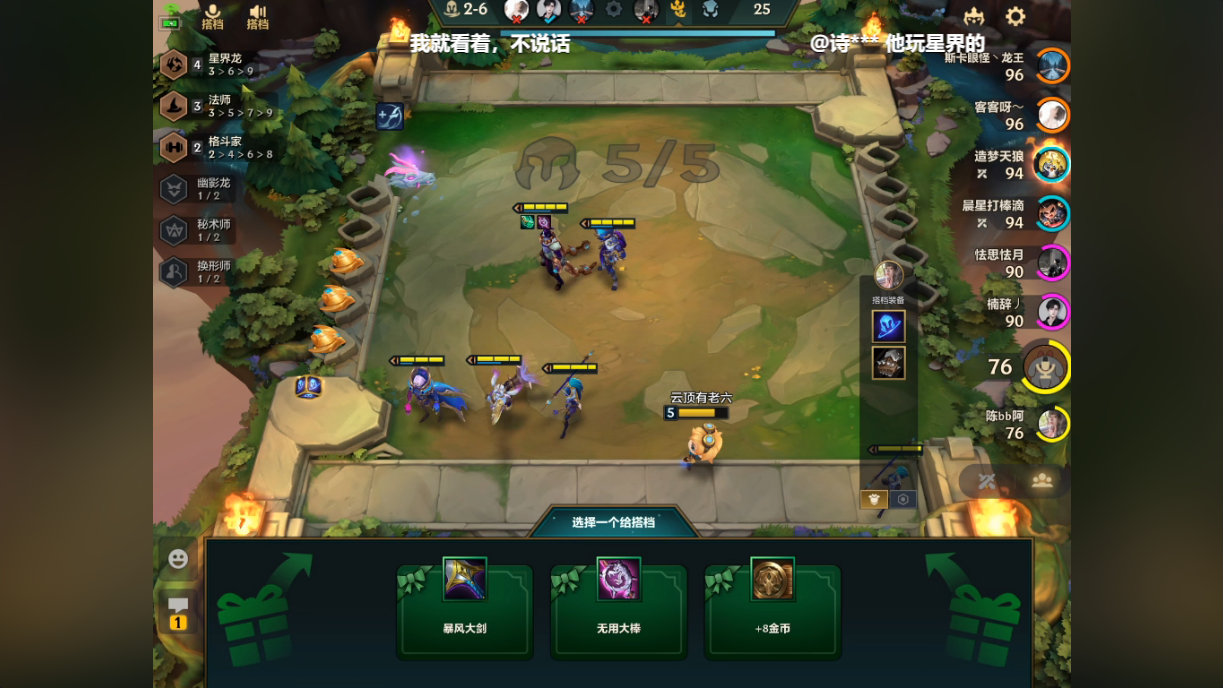 搭档
搭档
2-6
25
我就看着，不说话
@诗*** 他玩星界的
4
星界龙
3 > 6 > 9
3
法师
3 > 5 > 7 > 9
2
格斗家
2 > 4 > 6 > 8
幽影龙
1 / 2
秘术师
1 / 2
换形师
1 / 2
5/5
斯卡眼怪丶龙王
96
客客呀～
96
造梦天狼
94
晨星打棒滴
94
怯思怯月
90
楠辞丿
90
76
陈bb阿
76
搭档装备
云顶有老六
5
选择一个给搭档
暴风大剑
无用大棒
+8金币
1